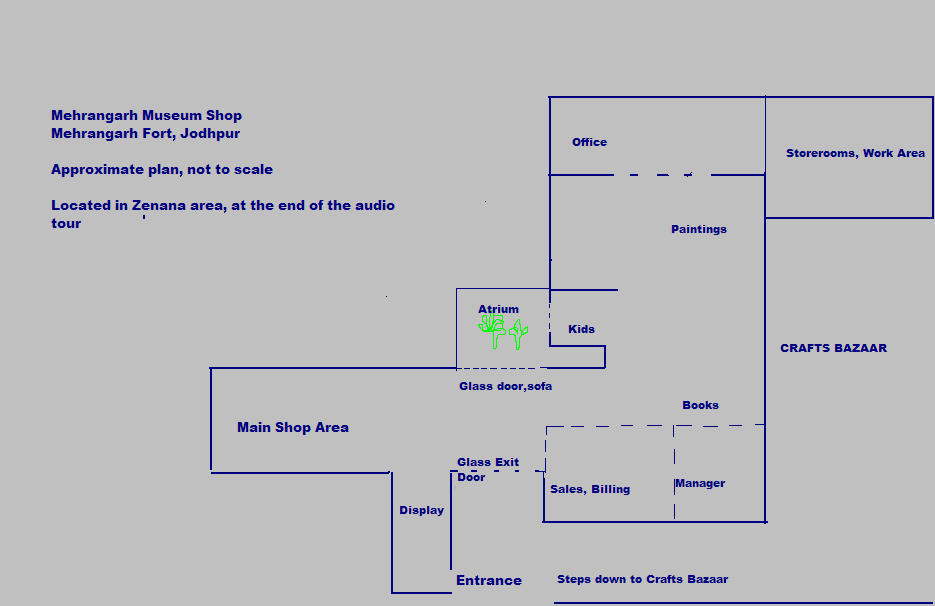 Mehrangarh Museum Shop
Mehrangarh Fort, Jodhpur
Approximate plan, not to scale
Located in Zenana area, at the end of the audio
tour
Office
Storerooms, Work Area
Paintings
Atrium
Kids
CRAFTS BAZAAR
Glass door,sofa
Books
Main Shop Area
Glass Exit
Door
Sales, Billing
Manager
Display
Entrance
Steps down to Crafts Bazaar